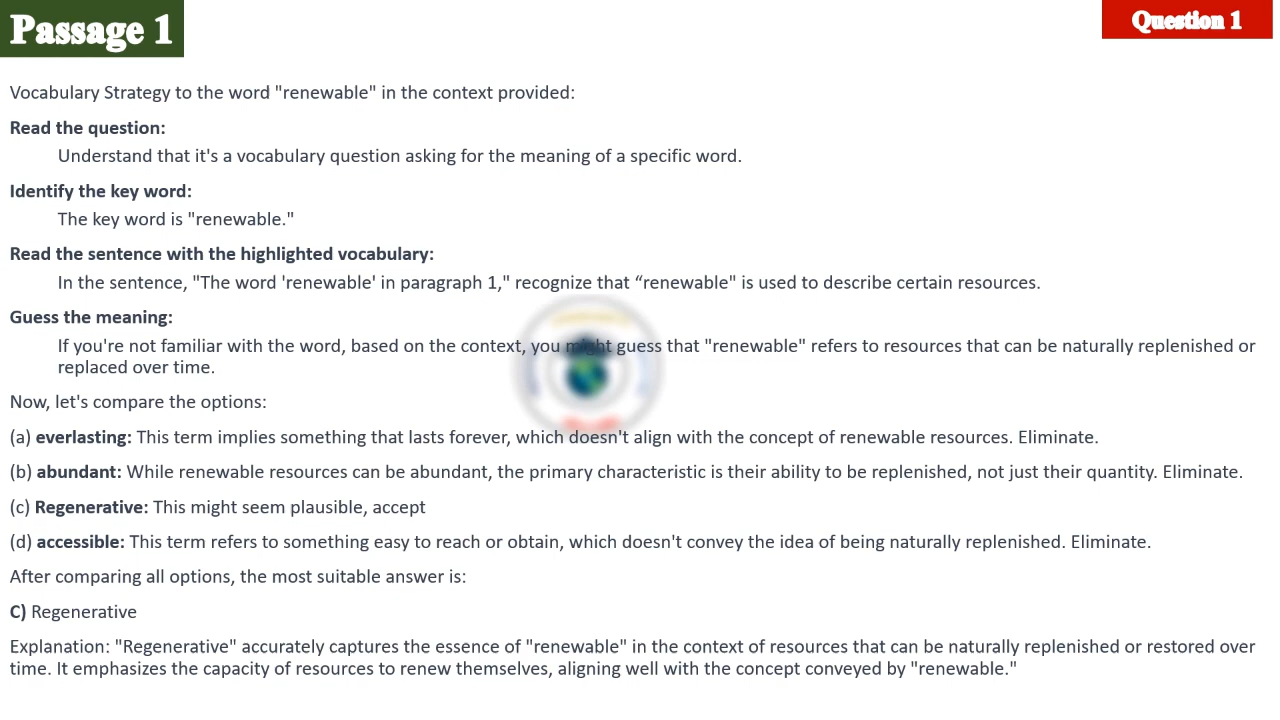 Passage 1
Question 1
Vocabulary Strategy to the word "renewable" in the context provided:
Read the question:
Understand that it's a vocabulary question asking for the meaning of a specific word.
Identify the key word:
The key word is "renewable."
Read the sentence with the highlighted vocabulary:
In the sentence, "The word 'renewable' in paragraph 1," recognize that “renewable" is used to describe certain resources.
Guess the meaning:
If you're not familiar with the word, based on the context, you might guess that "renewable" refers to resources that can be naturally replenished or
replaced over time.
Now, let's compare the options:
(a) everlasting: This term implies something that lasts forever, which doesn't align with the concept of renewable resources. Eliminate.
(b) abundant: While renewable resources can be abundant, the primary characteristic is their ability to be replenished, not just their quantity. Eliminate.
(c) Regenerative: This might seem plausible, accept
(d) accessible: This term refers to something easy to reach or obtain, which doesn't convey the idea of being naturally replenished. Eliminate.
After comparing all options, the most suitable answer is:
C) Regenerative
Explanation: "Regenerative" accurately captures the essence of "renewable" in the context of resources that can be naturally replenished or restored over
time. It emphasizes the capacity of resources to renew themselves, aligning well with the concept conveyed by "renewable."